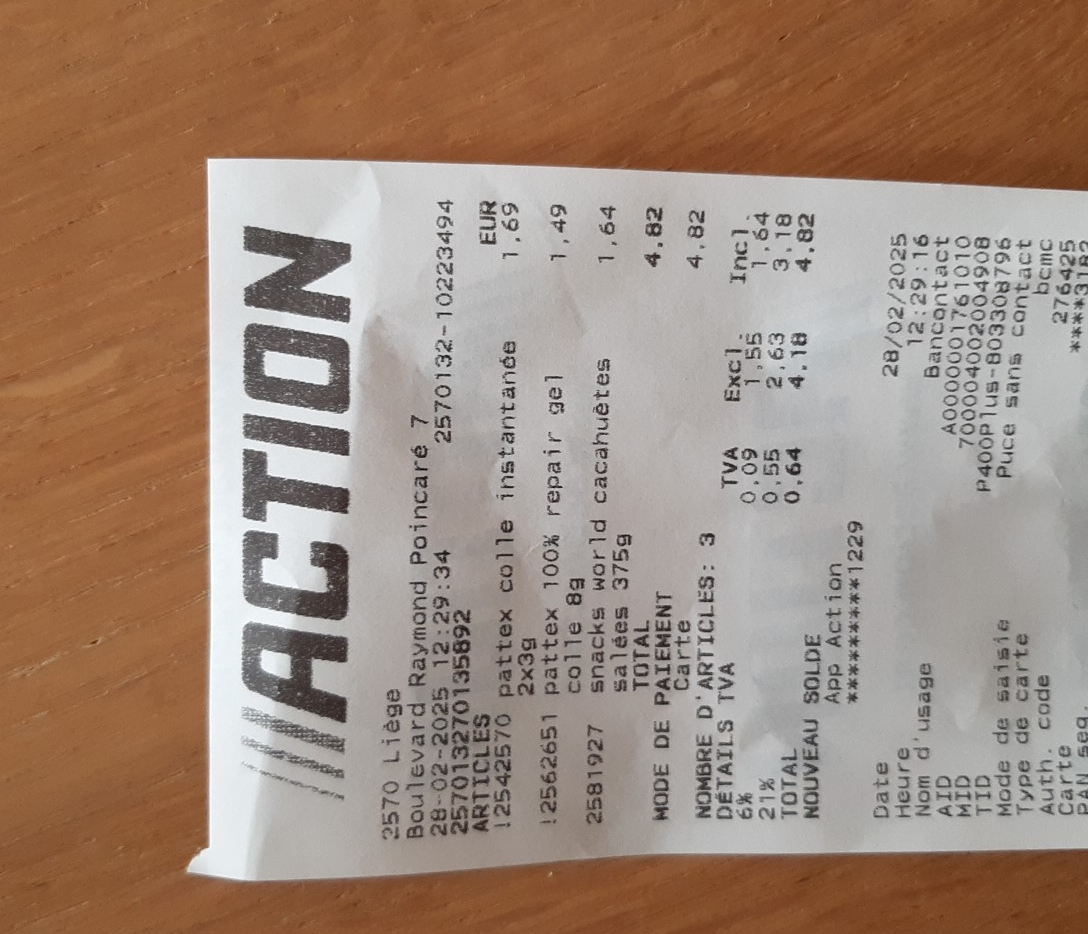 ///ACTION
2570 Liège
Boulevard Raymond Poincaré 7
28-02-2025 12:29:34 2570132-10223494
257013270135892
ARTICLES EUR
!2542570 pattex colle instantanée 1,69
2x3g
!2562651 pattex 100% repair gel 1,49
colle 8g
2581927 snacks world cacahuètes 1,64
salées 375g
TOTAL 4.82
MODE DE PAIEMENT
Carte 4,82
NOMBRE D'ARTICLES: 3
DÉTAILS TVA TVA Excl. Incl.
6% 0,09 1,55 1,64
21% 0,55 2,63 3,18
TOTAL 0.64 4.18 4.82
NOUVEAU SOLDE
App Action
*********1229
Date 28/02/2025
Heure 12:29:16
Nom d'usage Bancontact
AID A0000001761010
MID 700004002004908
TID P400Plus-803308796
Mode de saisie Puce sans contact
Type de carte bcmc
Auth. code 276425
Carte
PAN seq.